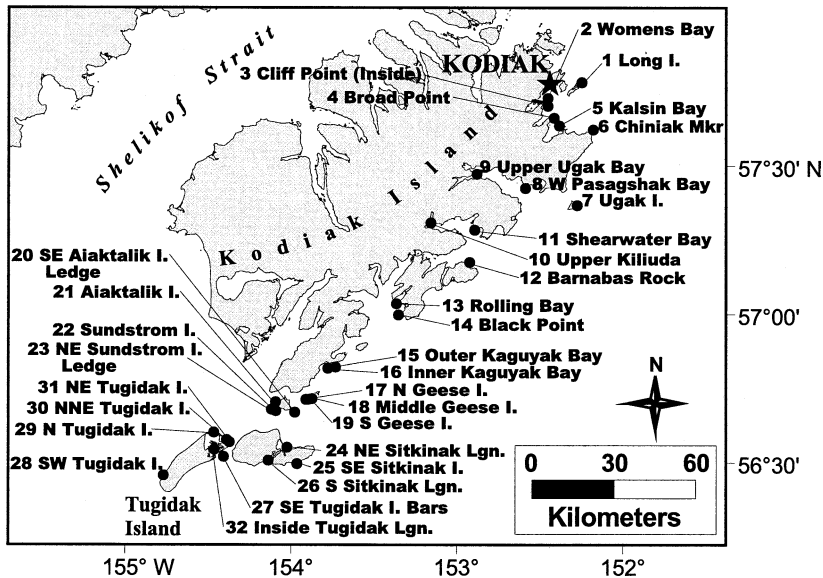 2 Womens Bay
KODIAK
1 Long I.
3 Cliff Point (Inside)
4 Broad Point
5 Kalsin Bay
6 Chiniak Mkr
Shelikof Strait
Kodiak Island
57°30' N
9 Upper Ugak Bay
8 W Pasagshak Bay
7 Ugak I.
11 Shearwater Bay
10 Upper Kiliuda
12 Barnabas Rock
20 SE Aiaktalik I.
Ledge
21 Aiaktalik I.
13 Rolling Bay
57°00'
14 Black Point
22 Sundstrom I.
23 NE Sundstrom I.
Ledge
15 Outer Kaguyak Bay
16 Inner Kaguyak Bay
31 NE Tugidak I.
17 N Geese I.
30 NNE Tugidak I.
18 Middle Geese I.
29 N Tugidak I.
19 S Geese I.
N
28 SW Tugidak I.
24 NE Sitkinak Lgn.
25 SE Sitkinak I.
26 S Sitkinak Lgn.
56°30'
Tugidak
Island
27 SE Tugidak I. Bars
32 Inside Tugidak Lgn.
0 30 60
Kilometers
155° W 154° 153° 152°